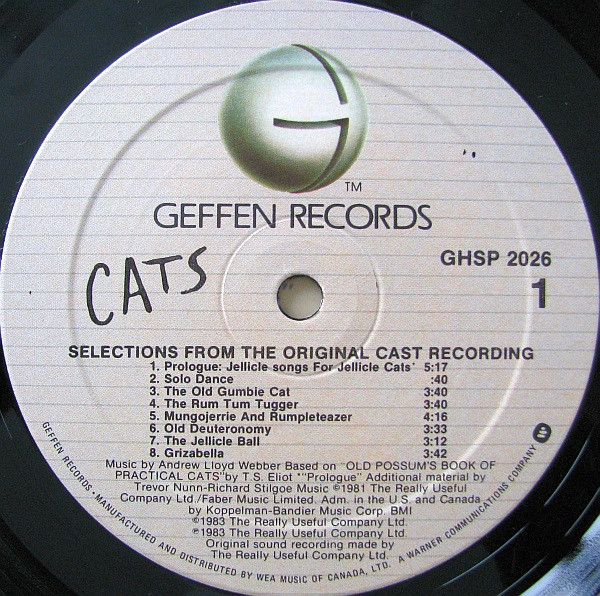 G
TM
GEFFEN RECORDS
CATS
GHSP 2026
1
SELECTIONS FROM THE ORIGINAL CAST RECORDING
1. Prologue: Jellicle songs For Jellicle Cats* 5:17
2. Solo Dance :40
3. The Old Gumbie Cat 3:40
4. The Rum Tum Tugger 3:40
5. Mungojerrie And Rumpleteazer 4:16
6. Old Deuteronomy 3:33
7. The Jellicle Ball 3:12
8. Grizabella 3:42
Music by Andrew Lloyd Webber Based on "OLD POSSUM'S BOOK OF
PRACTICAL CATS" by T.S. Eliot *"Prologue" Additional material by
Trevor Nunn-Richard Stilgoe Music ©1981 The Really Useful
Company Ltd./Faber Music Limited. Adm. in the U.S. and Canada
by Koppelman-Bandier Music Corp. BMI
©1983 The Really Useful Company Ltd.
℗1983 The Really Useful Company Ltd.
Original sound recording made by
The Really Useful Company Ltd.
GEFFEN RECORDS • MANUFACTURED AND DISTRIBUTED BY WEA MUSIC OF CANADA, LTD. A WARNER COMMUNICATIONS COMPANY